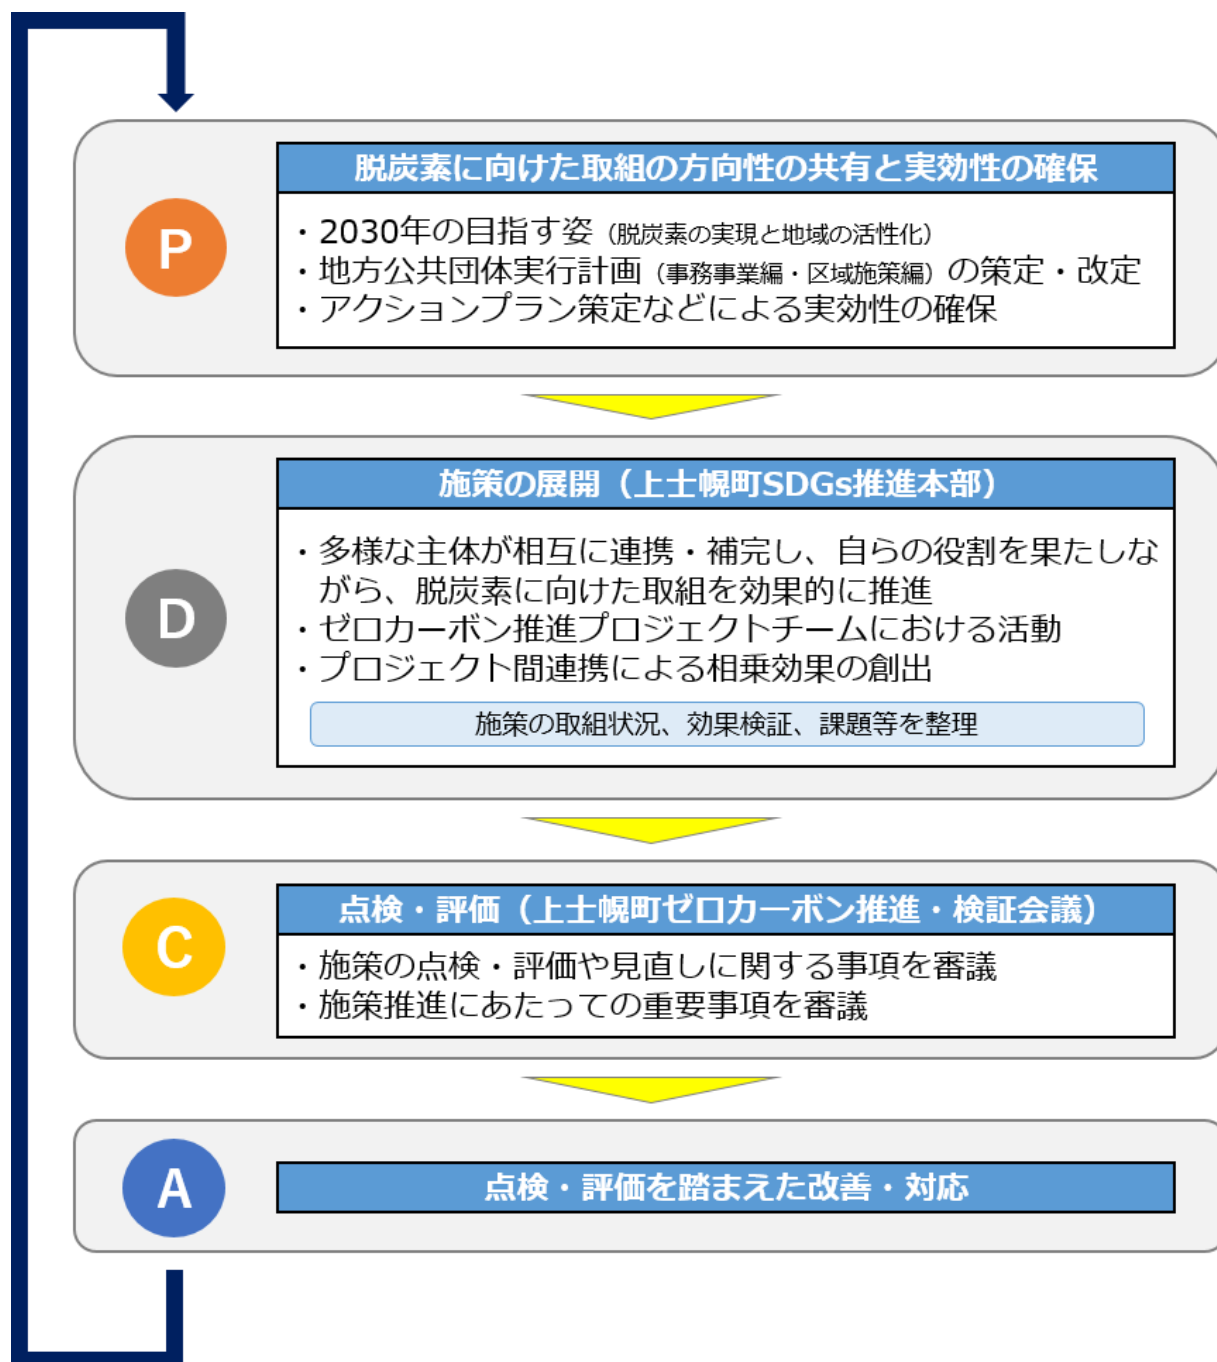 P
脱炭素に向けた取組の方向性の共有と実効性の確保
・2030年の目指す姿（脱炭素の実現と地域の活性化）
・地方公共団体実行計画（事務事業編・区域施策編）の策定・改定
・アクションプラン策定などによる実効性の確保
D
施策の展開（上士幌町SDGs推進本部）
・多様な主体が相互に連携・補完し、自らの役割を果たしな
がら、脱炭素に向けた取組を効果的に推進
・ゼロカーボン推進プロジェクトチームにおける活動
・プロジェクト間連携による相乗効果の創出
施策の取組状況、効果検証、課題等を整理
C
点検・評価（上士幌町ゼロカーボン推進・検証会議）
・施策の点検・評価や見直しに関する事項を審議
・施策推進にあたっての重要事項を審議
A
点検・評価を踏まえた改善・対応